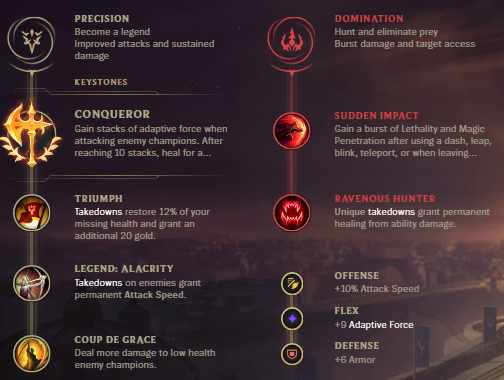 PRECISION
Become a legend
Improved attacks and sustained
damage
KEYSTONES
CONQUEROR
Gain stacks of adaptive force when
attacking enemy champions. After
reaching 10 stacks, heal for a...
TRIUMPH
Takedowns restore 12% of your
missing health and grant an
additional 20 gold.
LEGEND: ALACRITY
Takedowns on enemies grant
permanent Attack Speed.
COUP DE GRACE
Deal more damage to low health
enemy champions.
DOMINATION
Hunt and eliminate prey
Burst damage and target access
SUDDEN IMPACT
Gain a burst of Lethality and Magic
Penetration after using a dash, leap,
blink, teleport, or when leaving...
RAVENOUS HUNTER
Unique takedowns grant permanent
healing from ability damage.
OFFENSE
+10% Attack Speed
FLEX
+9 Adaptive Force
DEFENSE
+6 Armor